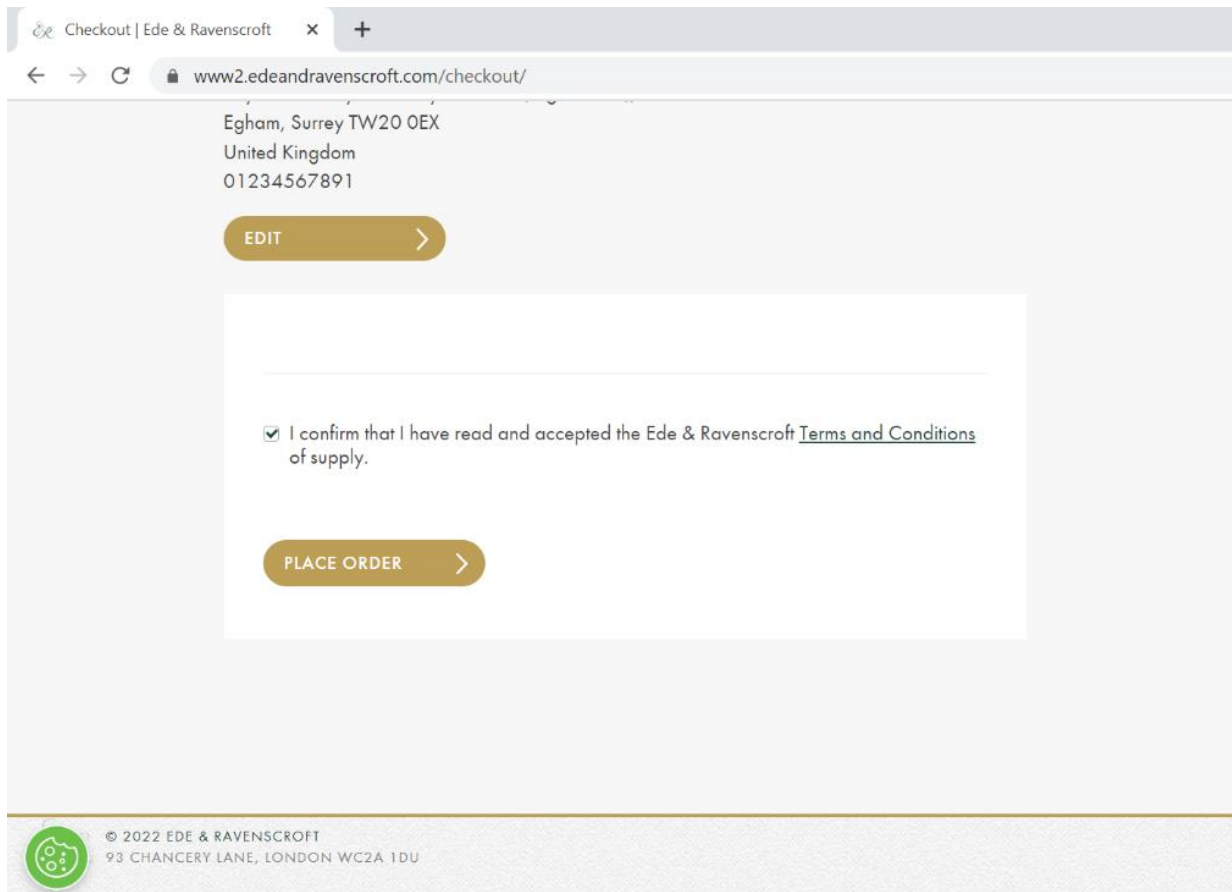 Checkout | Ede & Ravenscroft
www2.edeandravenscroft.com/checkout/
Egham, Surrey TW20 0EX
United Kingdom
01234567891
EDIT
I confirm that I have read and accepted the Ede & Ravenscroft Terms and Conditions
of supply.
PLACE ORDER
© 2022 EDE & RAVENSCROFT
93 CHANCERY LANE, LONDON WC2A 1DU